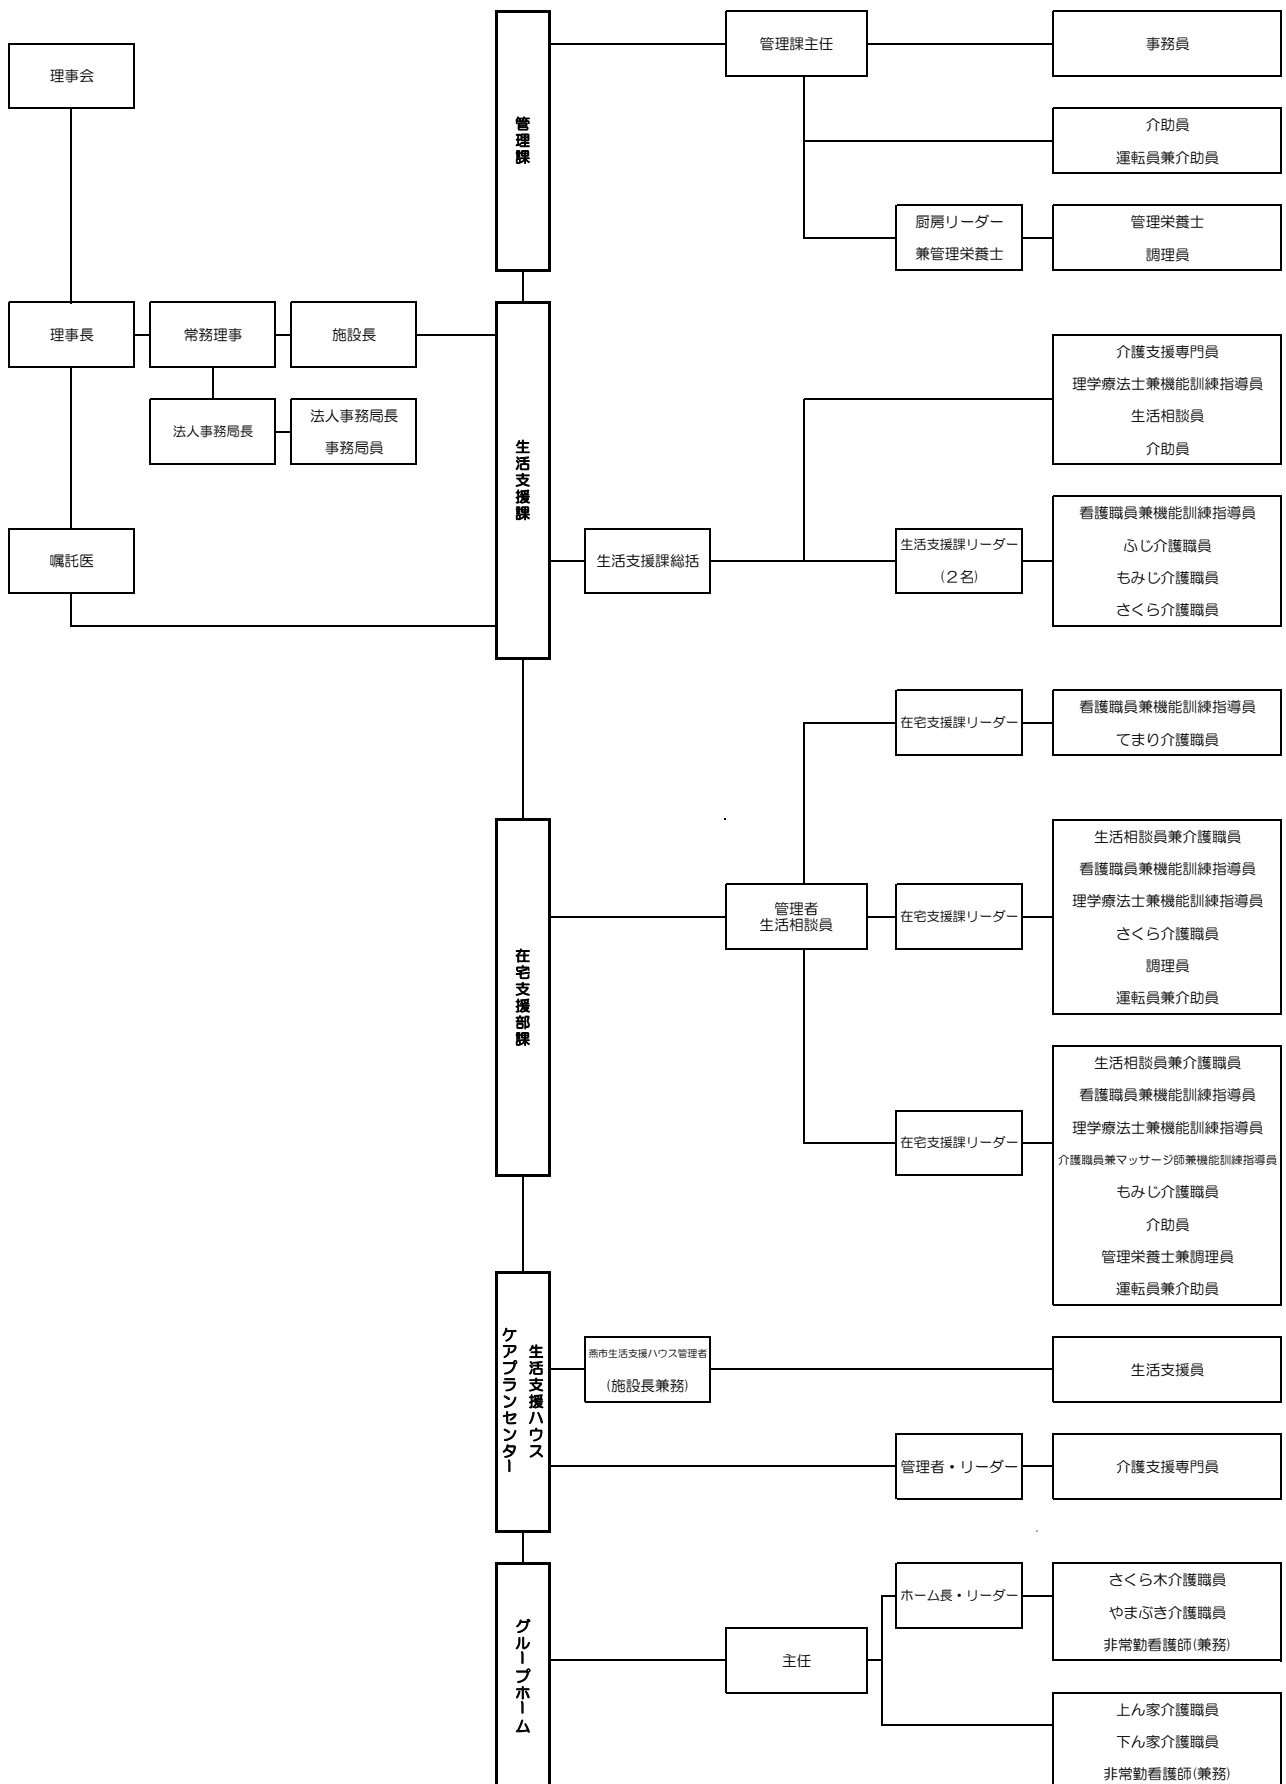 理事会
理事長
常務理事
施設長
法人事務局長
法人事務局長
事務局員
嘱託医
管理課
管理課主任
事務員
介助員
運転員兼介助員
厨房リーダー
兼管理栄養士
管理栄養士
調理員
生活支援課
生活支援課総括
介護支援専門員
理学療法士兼機能訓練指導員
生活相談員
介助員
生活支援課リーダー
(２名)
看護職員兼機能訓練指導員
ふじ介護職員
もみじ介護職員
さくら介護職員
在宅支援部課
管理者
生活相談員
在宅支援課リーダー
看護職員兼機能訓練指導員
てまり介護職員
在宅支援課リーダー
生活相談員兼介護職員
看護職員兼機能訓練指導員
理学療法士兼機能訓練指導員
さくら介護職員
調理員
運転員兼介助員
在宅支援課リーダー
生活相談員兼介護職員
看護職員兼機能訓練指導員
理学療法士兼機能訓練指導員
介護職員兼マッサージ師兼機能訓練指導員
もみじ介護職員
介助員
管理栄養士兼調理員
運転員兼介助員
生活支援ハウス
ケアプランセンター
燕市生活支援ハウス管理者
(施設長兼務)
生活支援員
管理者・リーダー
介護支援専門員
グループホーム
主任
ホーム長・リーダー
さくら木介護職員
やまぶき介護職員
非常勤看護師(兼務)
上ん家介護職員
下ん家介護職員
非常勤看護師(兼務)